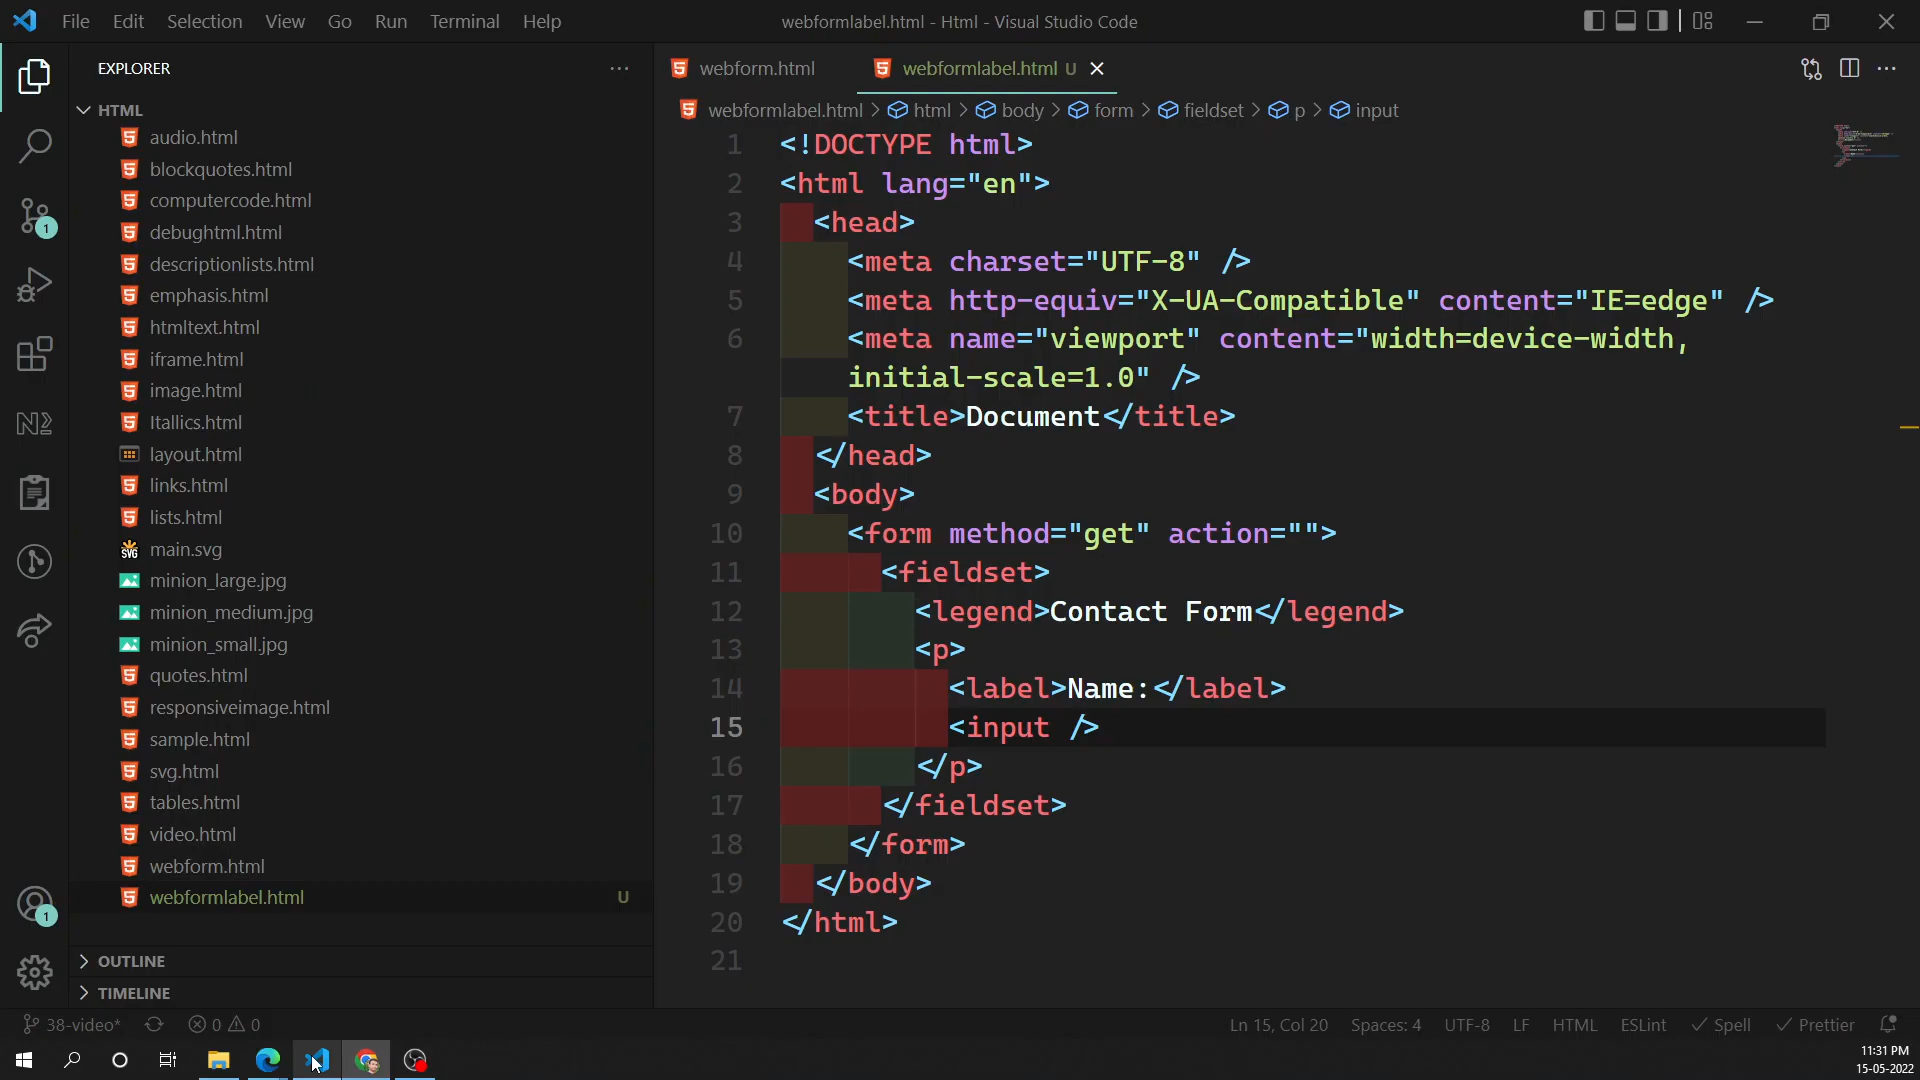 File Edit Selection View Go Run Terminal Help
webformlabel.html - Html - Visual Studio Code
EXPLORER
HTML
audio.html
blockquotes.html
computercode.html
debughtml.html
descriptionlists.html
emphasis.html
htmltext.html
iframe.html
image.html
Itallics.html
layout.html
links.html
lists.html
main.svg
minion_large.jpg
minion_medium.jpg
minion_small.jpg
quotes.html
responsiveimage.html
sample.html
svg.html
tables.html
video.html
webform.html
webformlabel.html U
OUTLINE
TIMELINE
webform.html webformlabel.html U
webformlabel.html > html > body > form > fieldset > p > input
1 <!DOCTYPE html>
2 <html lang="en">
3 <head>
4 <meta charset="UTF-8" />
5 <meta http-equiv="X-UA-Compatible" content="IE=edge" />
6 <meta name="viewport" content="width=device-width,
initial-scale=1.0" />
7 <title>Document</title>
8 </head>
9 <body>
10 <form method="get" action="">
11 <fieldset>
12 <legend>Contact Form</legend>
13 <p>
14 <label>Name:</label>
15 <input />
16 </p>
17 </fieldset>
18 </form>
19 </body>
20 </html>
21
38-video* 0 0 Ln 15, Col 20 Spaces: 4 UTF-8 LF HTML ESLint Spell Prettier
11:31 PM
15-05-2022